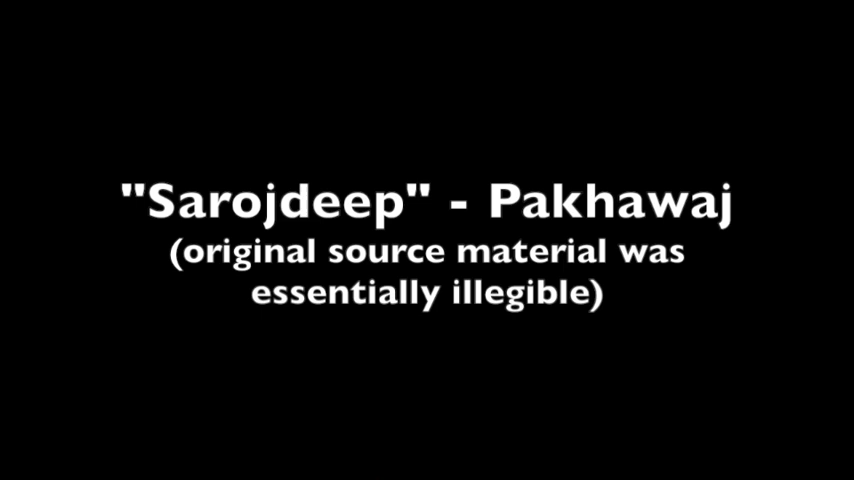 "Sarojdeep" - Pakhawaj
(original source material was
essentially illegible)